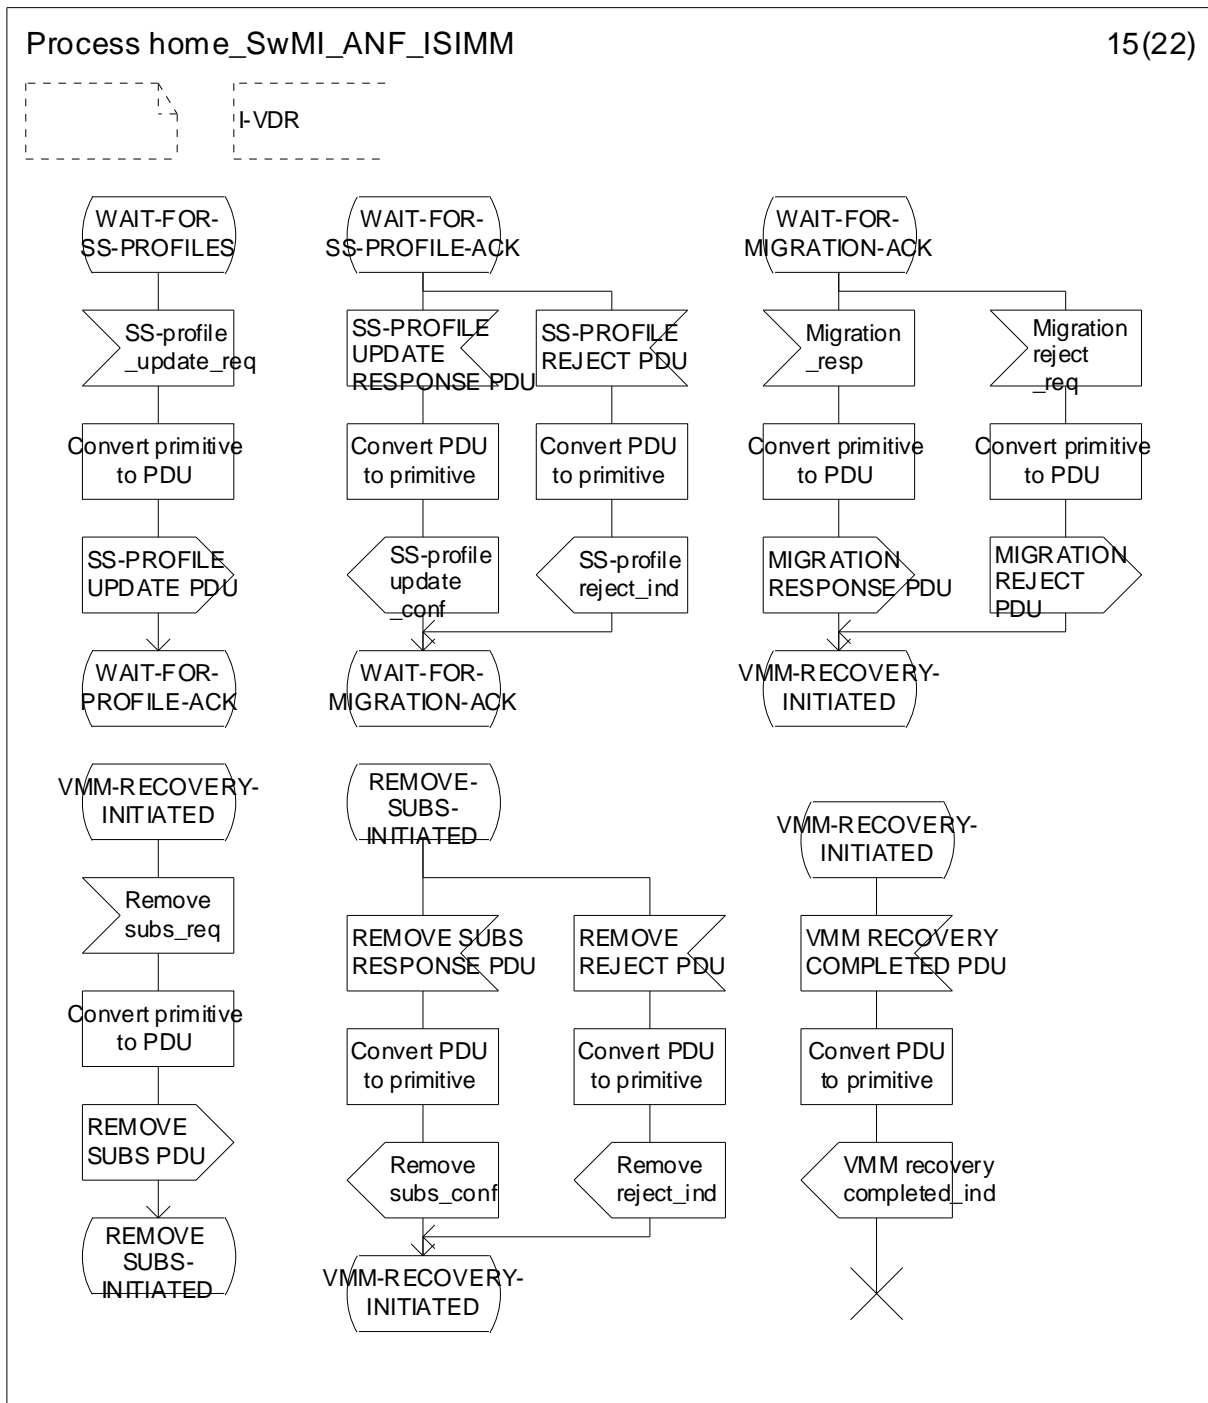 Process home_SwMI_ANF_ISIMM
15(22)
I-VDR
WAIT-FOR-
SS-PROFILES
SS-profile
_update_req
Convert primitive
to PDU
SS-PROFILE
UPDATE PDU
WAIT-FOR-
PROFILE-ACK
WAIT-FOR-
SS-PROFILE-ACK
SS-PROFILE
UPDATE
RESPONSE PDU
Convert PDU
to primitive
SS-profile
update
_conf
SS-PROFILE
REJECT PDU
Convert PDU
to primitive
SS-profile
reject_ind
WAIT-FOR-
MIGRATION-ACK
WAIT-FOR-
MIGRATION-ACK
Migration
_resp
Convert primitive
to PDU
MIGRATION
RESPONSE PDU
Migration
reject
_req
Convert primitive
to PDU
MIGRATION
REJECT
PDU
VMM-RECOVERY-
INITIATED
VMM-RECOVERY-
INITIATED
Remove
subs_req
Convert primitive
to PDU
REMOVE
SUBS PDU
REMOVE
SUBS-
INITIATED
REMOVE-
SUBS-
INITIATED
REMOVE SUBS
RESPONSE PDU
Convert PDU
to primitive
Remove
subs_conf
REMOVE
REJECT PDU
Convert PDU
to primitive
Remove
reject_ind
VMM-RECOVERY-
INITIATED
VMM-RECOVERY-
INITIATED
VMM RECOVERY
COMPLETED PDU
Convert PDU
to primitive
VMM recovery
completed_ind